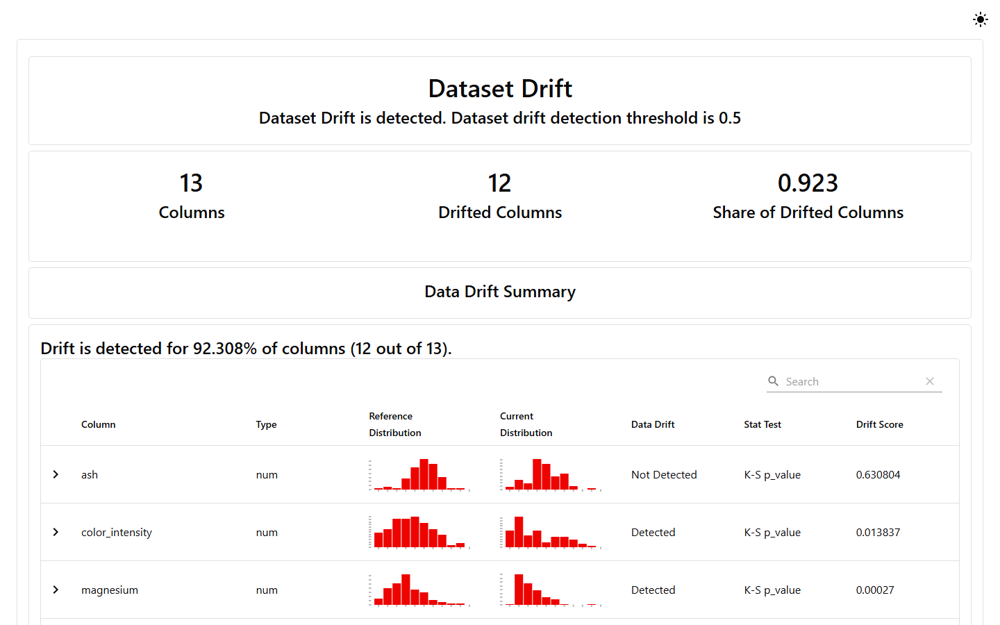 Dataset Drift
Dataset Drift is detected. Dataset drift detection threshold is 0.5
13
Columns
12
Drifted Columns
0.923
Share of Drifted Columns
Data Drift Summary
Drift is detected for 92.308% of columns (12 out of 13).
Search
Column Type Reference Distribution Current Distribution Data Drift Stat Test Drift Score
ash num Not Detected K-S p_value 0.630804
color_intensity num Detected K-S p_value 0.013837
magnesium num Detected K-S p_value 0.00027